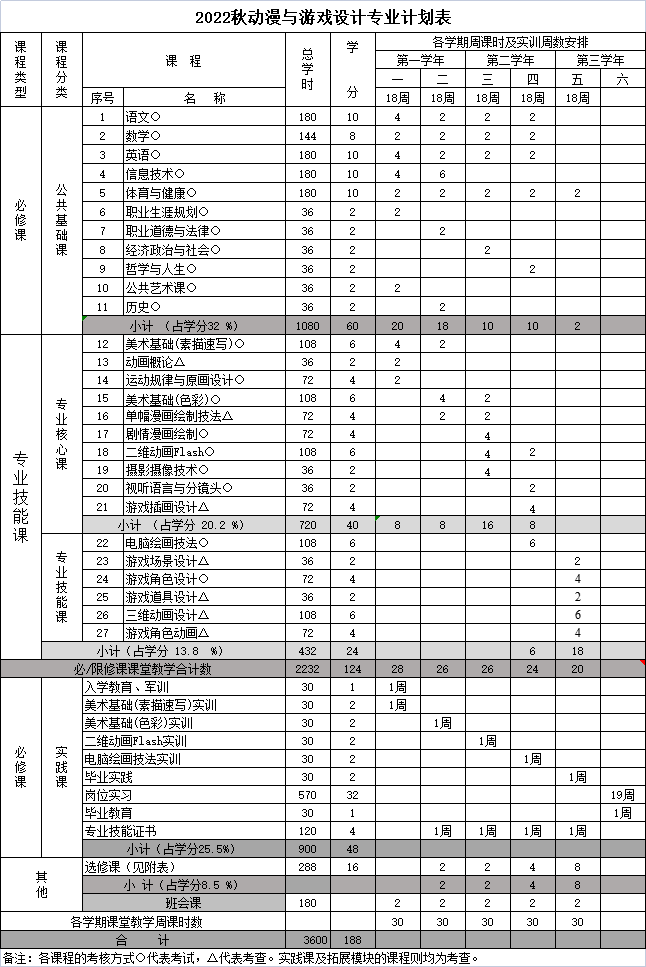 2022秋动漫与游戏设计专业计划表
课程类型 课程分类 课 程 总学时 学分 各学期周课时及实训周数安排
第一学年 第二学年 第三学年
一 二 三 四 五 六
序号 名 称 18周 18周 18周 18周 18周
必修课 公共基础课
1 语文○ 180 10 4 2 2 2
2 数学○ 144 8 2 2 2 2
3 英语○ 180 10 4 2 2 2
4 信息技术○ 180 10 4 6
5 体育与健康○ 180 10 2 2 2 2 2
6 职业生涯规划○ 36 2 2
7 职业道德与法律○ 36 2 2
8 经济政治与社会○ 36 2 2
9 哲学与人生○ 36 2 2
10 公共艺术课○ 36 2 2
11 历史○ 36 2 2
小计 （占学分32 %） 1080 60 20 18 10 10 2
专业技能课 专业核心课
12 美术基础(素描速写)○ 108 6 4 2
13 动画概论△ 36 2 2
14 运动规律与原画设计○ 72 4 2
15 美术基础(色彩)○ 108 6 4 2
16 单幅漫画绘制技法△ 72 4 2 2
17 剧情漫画绘制○ 72 4 4
18 二维动画Flash○ 108 6 4 2
19 摄影摄像技术○ 36 2 4
20 视听语言与分镜头○ 36 2 2
21 游戏插画设计△ 72 4 4
小计 （占学分 20.2 %） 720 40 8 8 16 8
专业技能课
22 电脑绘画技法○ 108 6 6
23 游戏场景设计△ 36 2 2
24 游戏角色设计○ 72 4 4
25 游戏道具设计△ 36 2 2
26 三维动画设计△ 108 6 6
27 游戏角色动画△ 72 4 4
小计（占学分 13.8 %） 432 24 6 18
必/限修课课堂教学合计数 2232 124 28 26 26 24 20
必修课 实践课
入学教育、军训 30 1 1周
美术基础(素描速写)实训 30 2 1周
美术基础(色彩)实训 30 2 1周
二维动画Flash实训 30 2 1周
电脑绘画技法实训 30 2 1周
毕业实践 30 2 1周
岗位实习 570 32 19周
毕业教育 30 1 1周
专业技能证书 120 4 1周 1周 1周 1周
小计（占学分25.5%） 900 48
其他
选修课（见附表） 288 16 2 2 4 8
小 计（占学分8.5 %） 2 2 4 8
班会课 180 2 2 2 2 2
各学期课堂教学周课时数 30 30 30 30 30
合 计 3600 188
备注：各课程的考核方式○代表考试，△代表考查。实践课及拓展模块的课程则均为考查。